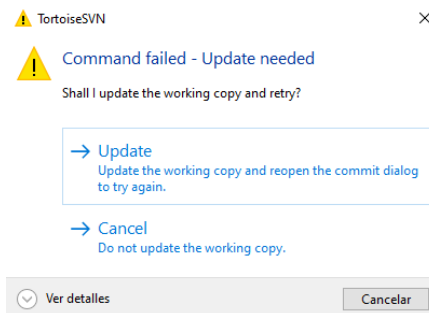 TortoiseSVN
Command failed - Update needed
Shall I update the working copy and retry?
Update
Update the working copy and reopen the commit dialog
to try again.
Cancel
Do not update the working copy.
Ver detalles
Cancelar